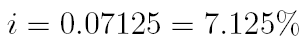 i = 0.07125 = 7.125%